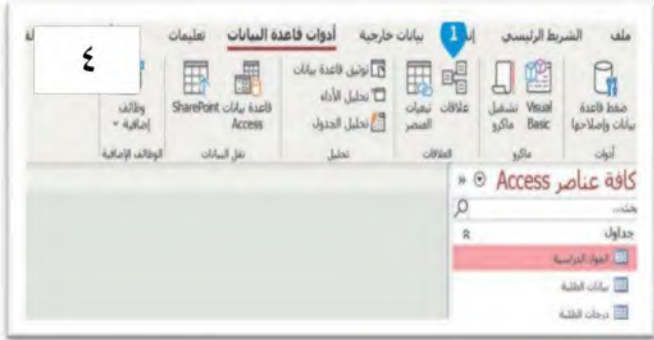 ملف الشريط الرئيسي بيانات خارجية أدوات قاعدة البيانات تعليمات
1
٤
ضغط قاعدة بيانات وإصلاحها
Visual Basic
تشغيل ماكرو
علاقات
تبعيات العنصر
توثيق قاعدة بيانات
تحليل الأداء
تحليل الجدول
قاعدة بيانات Access
SharePoint
وظائف إضافية
أدوات ماكرو العلاقات تحليل نقل البيانات الوظائف الإضافية
كافة عناصر Access
بحث...
جداول
المواد الدراسية
بيانات الطلبة
درجات الطلبة